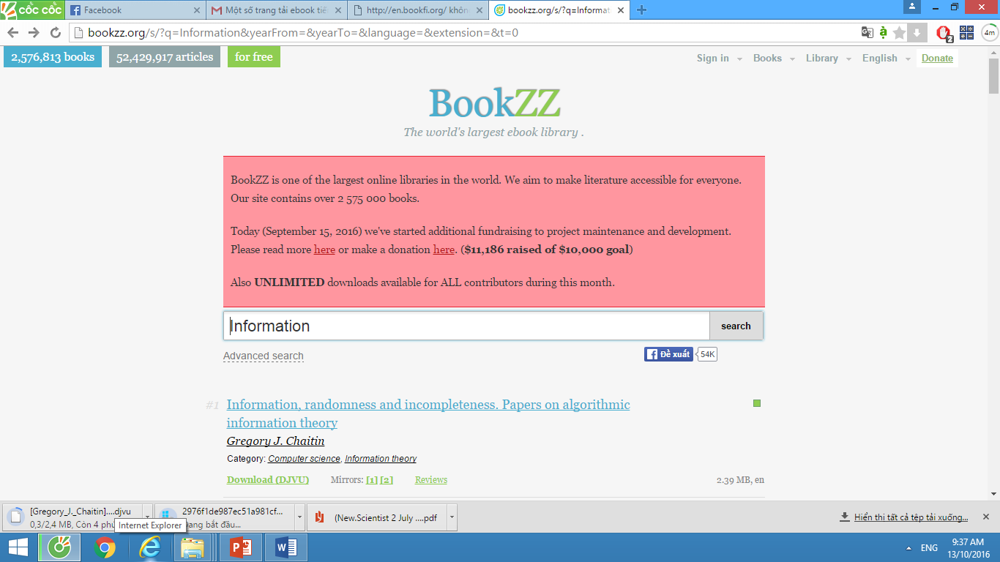 CỐC CỐC
Facebook
Một số trang tải ebook tiế
http://en.bookfi.org/ khôn
bookzz.org/s/?q=Informat
bookzz.org/s/?q=Information&yearFrom=&yearTo=&language=&extension=&t=0
2
4m
2,576,813 books 52,429,917 articles for free
Sign in Books Library English Donate
BookZZ
The world's largest ebook library .
BookZZ is one of the largest online libraries in the world. We aim to make literature accessible for everyone.
Our site contains over 2 575 000 books.
Today (September 15, 2016) we've started additional fundraising to project maintenance and development.
Please read more here or make a donation here. ($11,186 raised of $10,000 goal)
Also UNLIMITED downloads available for ALL contributors during this month.
Information search
Advanced search
Đề xuất 54K
#1 Information, randomness and incompleteness. Papers on algorithmic
information theory
Gregory J. Chaitin
Category: Computer science, Information theory
Download (DJVU) Mirrors: [1] [2] Reviews 2.39 MB, en
[Gregory_J._Chaitin]....djvu
0,3/2,4 MB, Còn 4 phú
2976f1de987ec51a981cf...
Đang bắt đầu...
(New.Scientist 2 July ....pdf
Hiển thị tất cả tệp tải xuống...
Internet Explorer
ENG
9:37 AM
13/10/2016